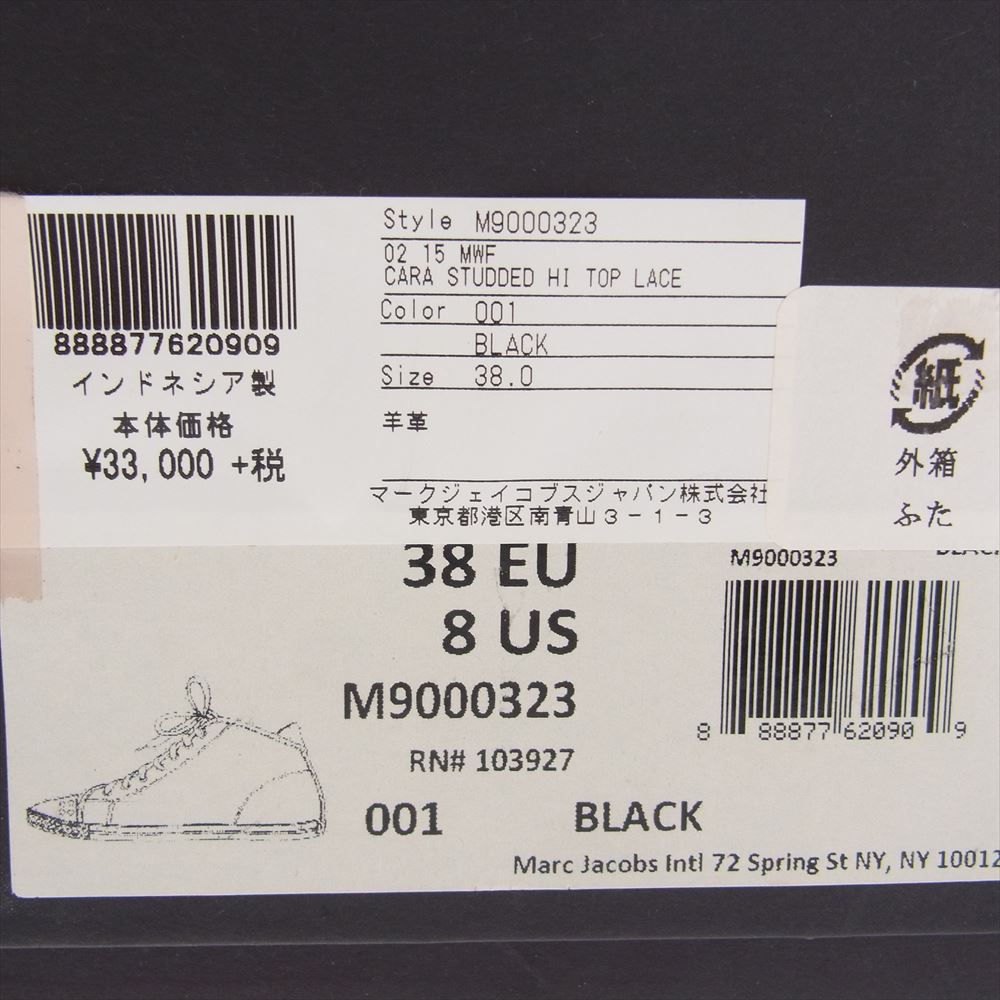 888877620909
インドネシア製
本体価格
¥33,000 +税
Style M9000323
02 15 MWF
CARA STUDDED HI TOP LACE
Color 001
BLACK
Size 38.0
羊革
マークジェイコブスジャパン株式会社
東京都港区南青山3-1-3
紙
外箱
ふた
38 EU
8 US
M9000323
RN# 103927
001 BLACK
M9000323 BLACK
8 88877 62090 9
Marc Jacobs Intl 72 Spring St NY, NY 10012